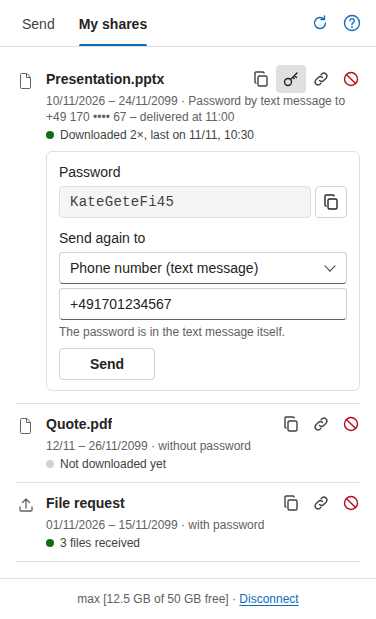 Send My shares
Presentation.pptx
10/11/2026 – 24/11/2099 · Password by text message to
+49 170 •••• 67 – delivered at 11:00
Downloaded 2×, last on 11/11, 10:30
Password
KateGeteFi45
Send again to
Phone number (text message)
+491701234567
The password is in the text message itself.
Send
Quote.pdf
12/11 – 26/11/2099 · without password
Not downloaded yet
File request
01/11/2026 – 15/11/2099 · with password
3 files received
max [12.5 GB of 50 GB free] · Disconnect